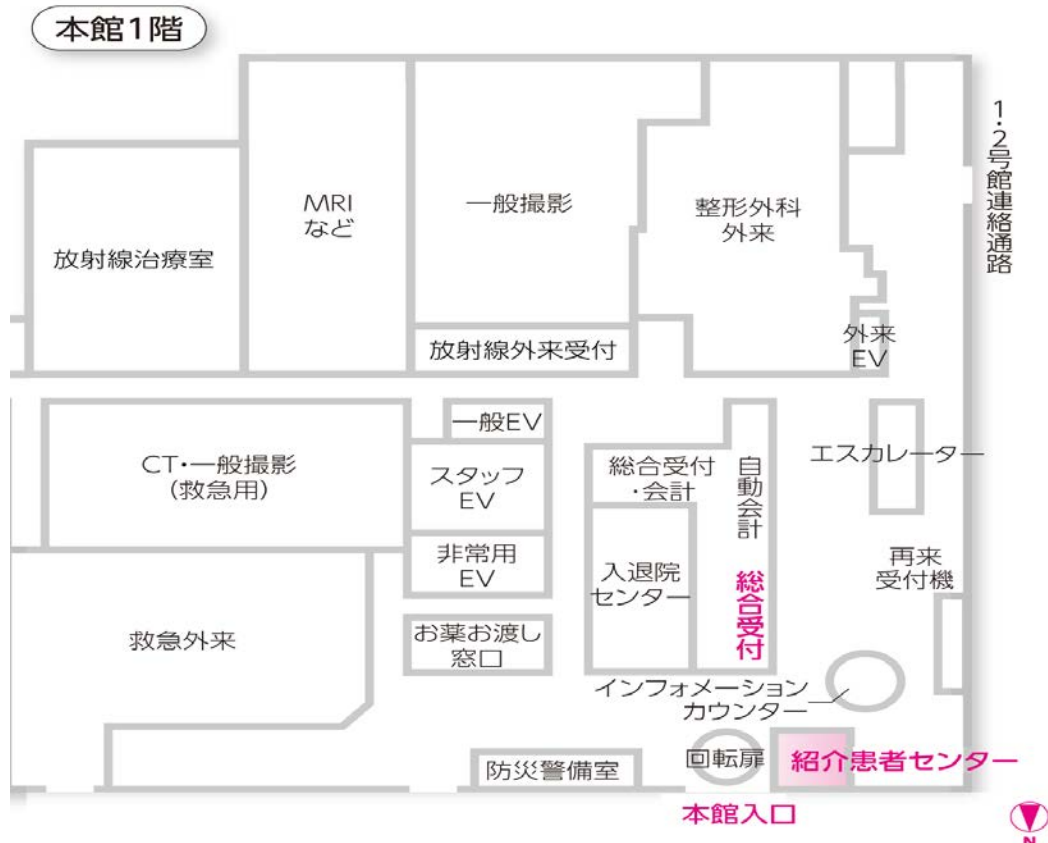 本館1階
1・2号館連絡通路
MRI
など
一般撮影
整形外科
外来
放射線治療室
放射線外来受付
外来
EV
一般EV
CT・一般撮影
(救急用)
スタッフ
EV
総合受付
・会計
自動会計
エスカレーター
非常用
EV
入退院
センター
総合受付
再来
受付機
救急外来
お薬お渡し
窓口
インフォメーション
カウンター
防災警備室
回転扉
紹介患者センター
本館入口
N